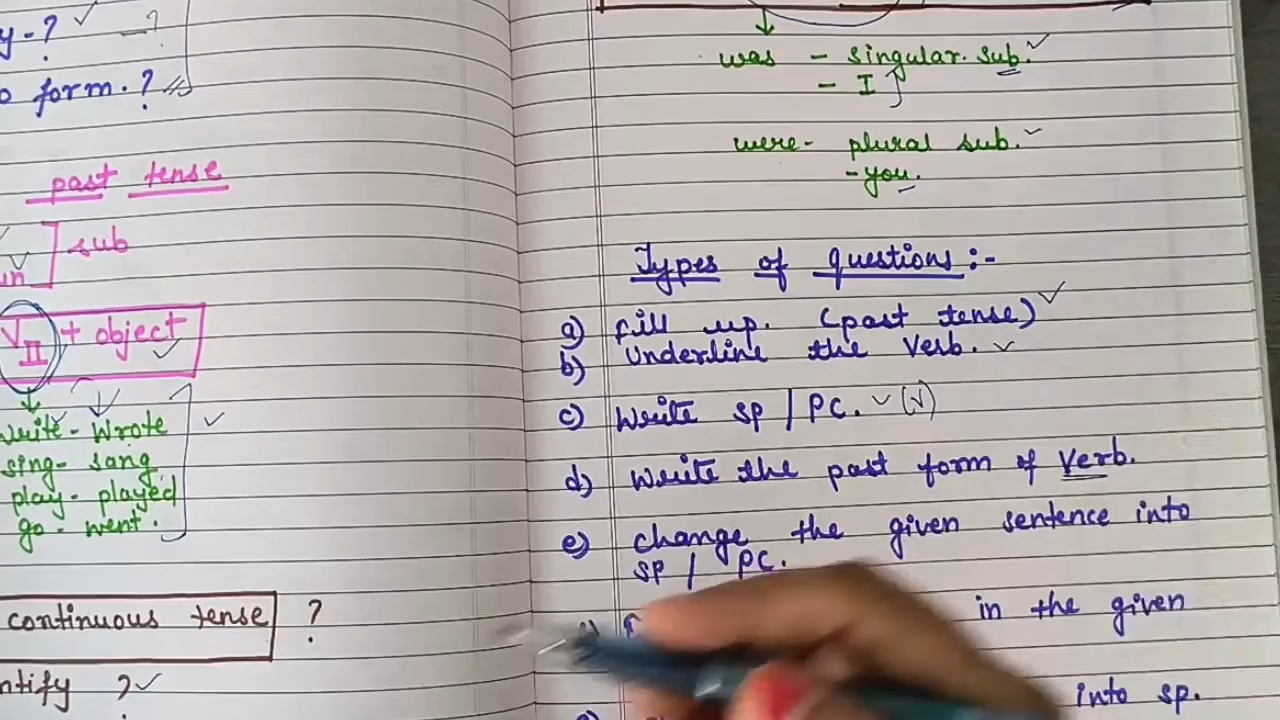 y-?
form. ?
past tense
sub
VII + object
write - wrote
sing- sang
play- played
go - went.
continuous tense ?
ntify ?
was - singular sub.
- I
were- plural sub.
- you.
Types of questions :-
a) fill up. (past tense)
b) Underline the verb.
c) Write SP / PC. (✓)
d) Write the past form of verb.
e) change the given sentence into
SP / PC.
in the given
into sp.